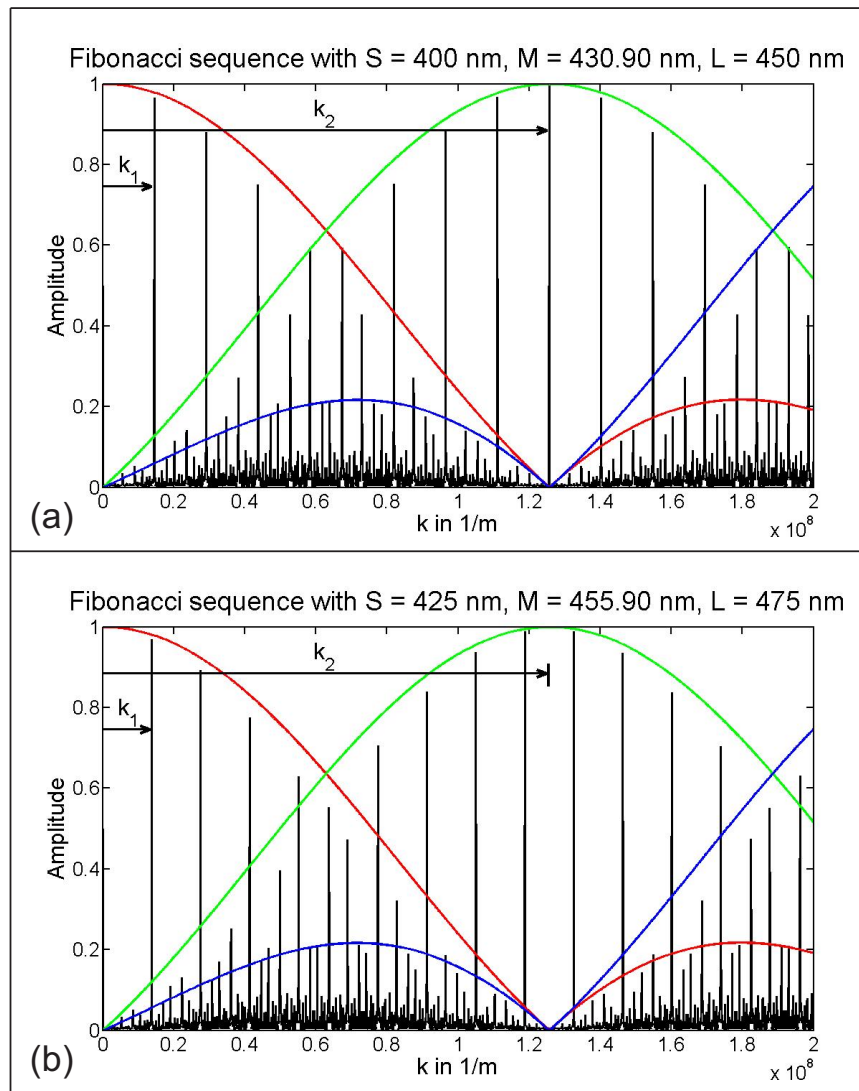 Fibonacci sequence with S = 400 nm, M = 430.90 nm, L = 450 nm
1
k2
0.8
k1
0.6
Amplitude
0.4
0.2
0
0 0.2 0.4 0.6 0.8 1 1.2 1.4 1.6 1.8 2
(a)
k in 1/m
x 10^8
Fibonacci sequence with S = 425 nm, M = 455.90 nm, L = 475 nm
1
k2
0.8
k1
0.6
Amplitude
0.4
0.2
0
0 0.2 0.4 0.6 0.8 1 1.2 1.4 1.6 1.8 2
(b)
k in 1/m
x 10^8